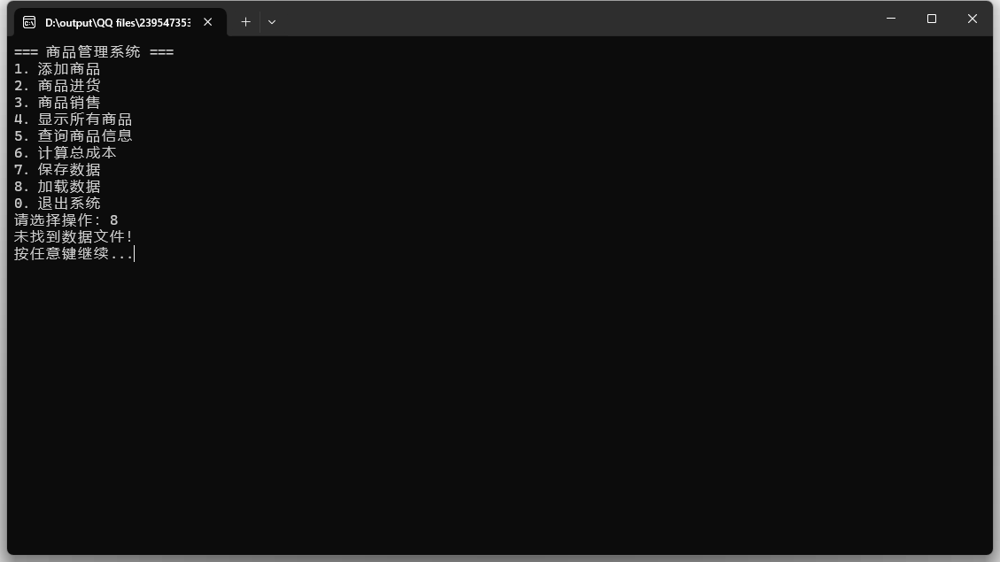 D:\output\QQ files\239547353
=== 商品管理系统 ===
1. 添加商品
2. 商品进货
3. 商品销售
4. 显示所有商品
5. 查询商品信息
6. 计算总成本
7. 保存数据
8. 加载数据
0. 退出系统
请选择操作: 8
未找到数据文件!
按任意键继续...